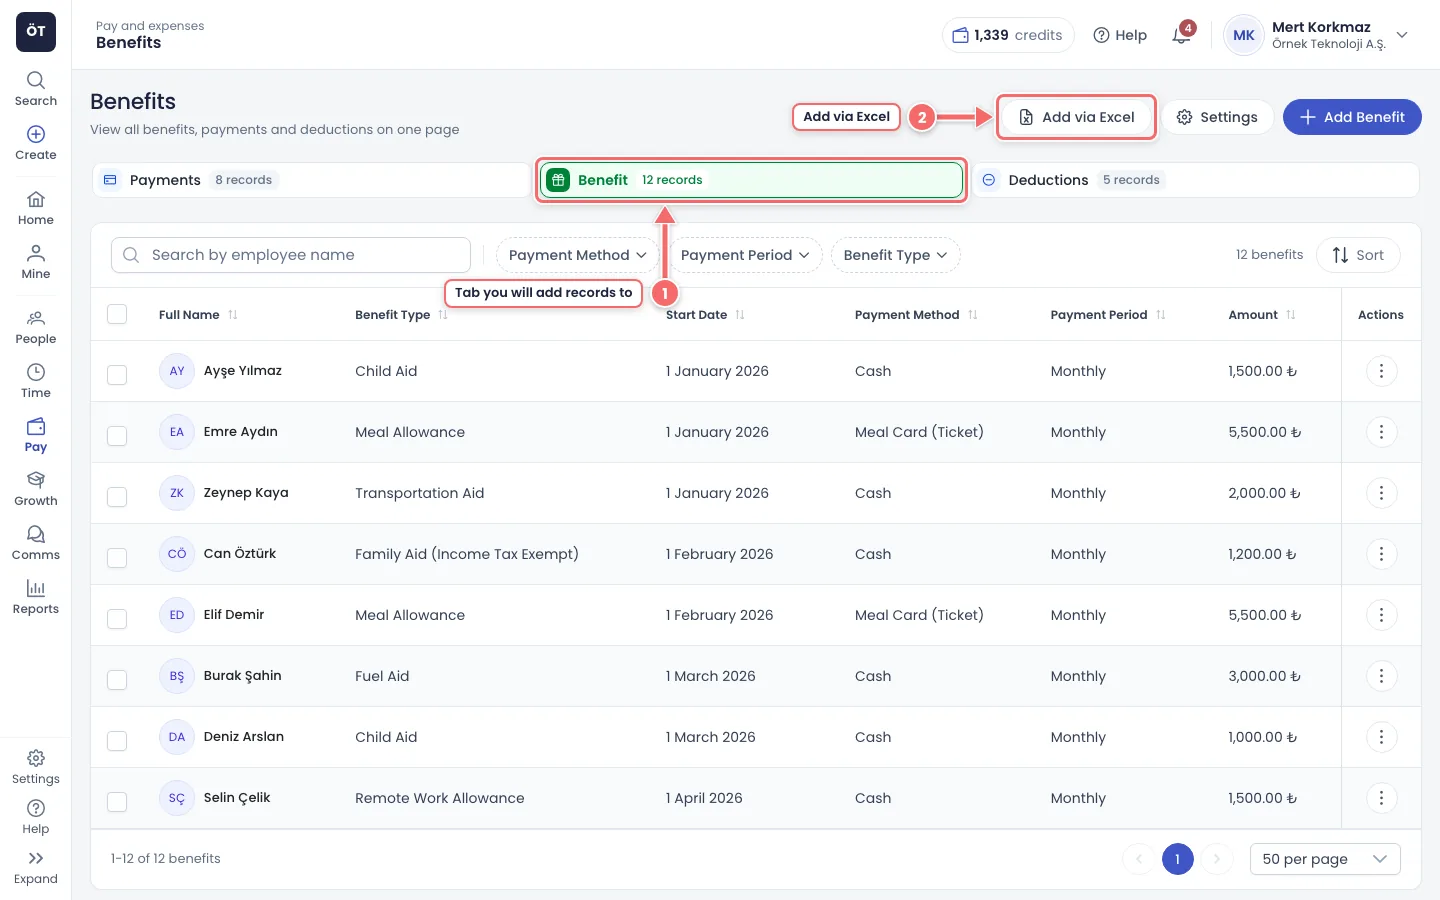 ÖT
Search
Create
Home
Mine
People
Time
Pay
Growth
Comms
Reports
Settings
Help
Expand
Pay and expenses
Benefits
1,339 credits
Help
4
MK
Mert Korkmaz
Örnek Teknoloji A.Ş.
Benefits
View all benefits, payments and deductions on one page
Add via Excel
2
Add via Excel
Settings
Add Benefit
Payments 8 records
Benefit 12 records
Deductions 5 records
Search by employee name
Payment Method
Payment Period
Benefit Type
12 benefits
Sort
Tab you will add records to
1
Full Name Benefit Type Start Date Payment Method Payment Period Amount Actions
AY Ayşe Yılmaz Child Aid 1 January 2026 Cash Monthly 1,500.00 ₺
EA Emre Aydın Meal Allowance 1 January 2026 Meal Card (Ticket) Monthly 5,500.00 ₺
ZK Zeynep Kaya Transportation Aid 1 January 2026 Cash Monthly 2,000.00 ₺
CÖ Can Öztürk Family Aid (Income Tax Exempt) 1 February 2026 Cash Monthly 1,200.00 ₺
ED Elif Demir Meal Allowance 1 February 2026 Meal Card (Ticket) Monthly 5,500.00 ₺
BŞ Burak Şahin Fuel Aid 1 March 2026 Cash Monthly 3,000.00 ₺
DA Deniz Arslan Child Aid 1 March 2026 Cash Monthly 1,000.00 ₺
SÇ Selin Çelik Remote Work Allowance 1 April 2026 Cash Monthly 1,500.00 ₺
1-12 of 12 benefits
1
50 per page